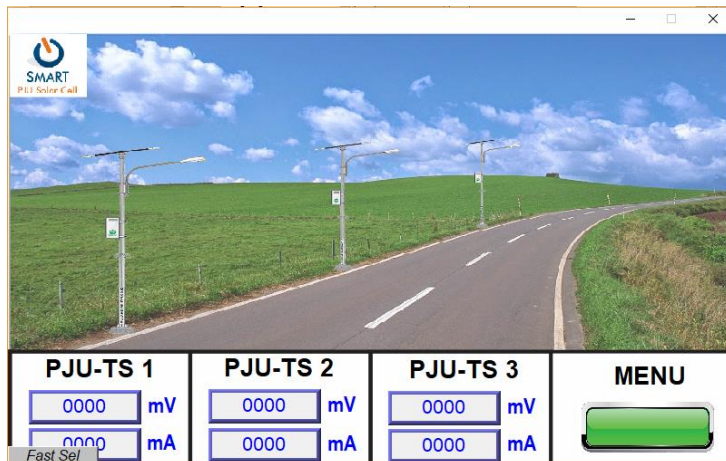 SMART
PJU Solar Cell
PJU-TS 1
0000 mV
0000 mA
PJU-TS 2
0000 mV
0000 mA
PJU-TS 3
0000 mV
0000 mA
MENU
Fast Sel